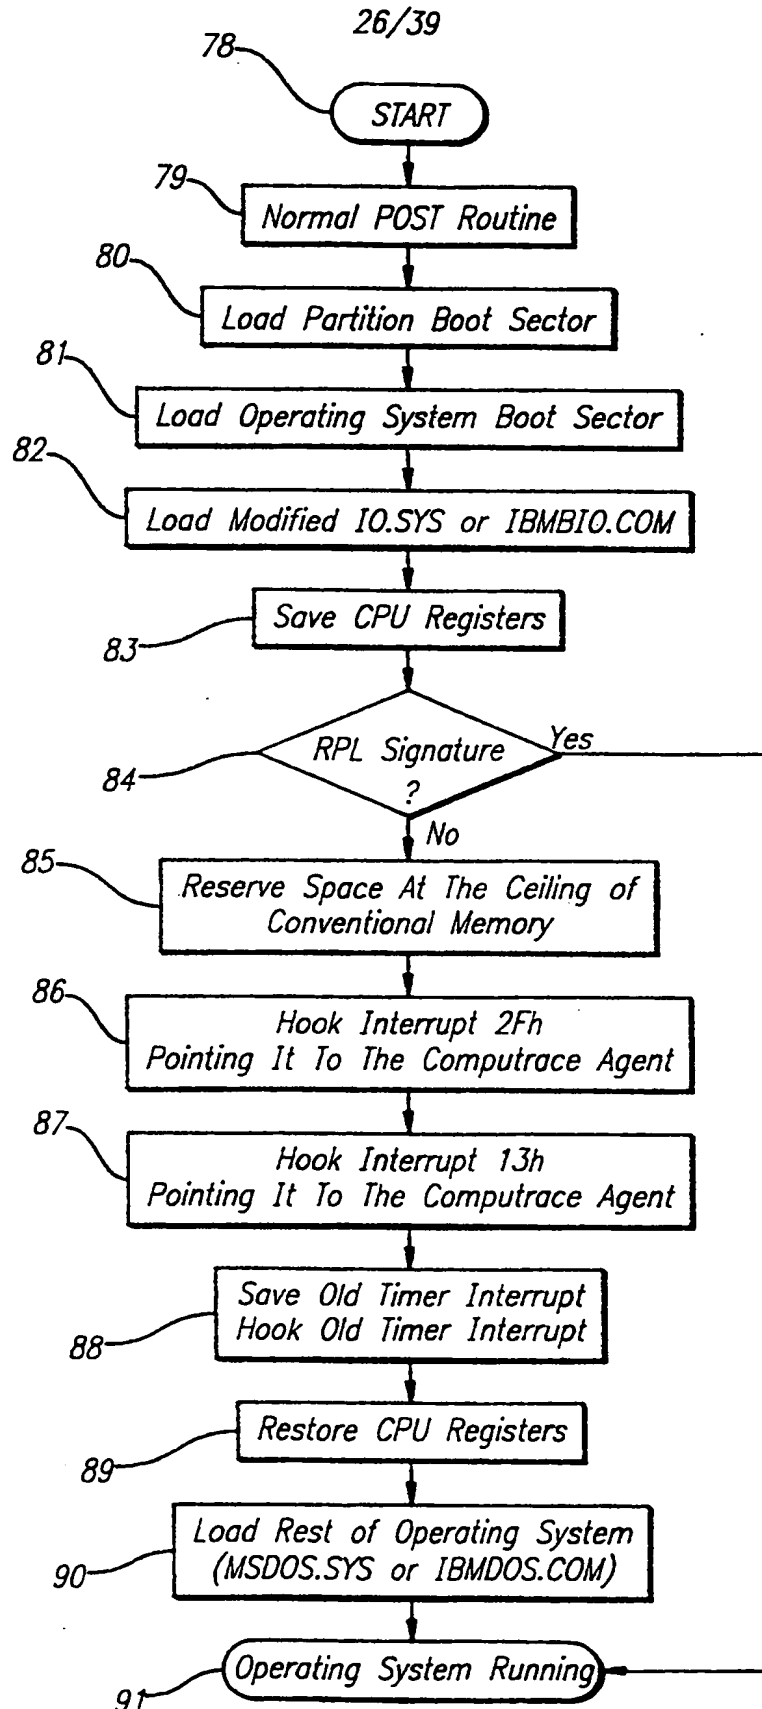 26/39
78
START
79
Normal POST Routine
80
Load Partition Boot Sector
81
Load Operating System Boot Sector
82
Load Modified IO.SYS or IBMBIO.COM
Save CPU Registers
83
RPL Signature
?
Yes
84
No
85
Reserve Space At The Ceiling of
Conventional Memory
86
Hook Interrupt 2Fh
Pointing It To The Computrace Agent
87
Hook Interrupt 13h
Pointing It To The Computrace Agent
Save Old Timer Interrupt
Hook Old Timer Interrupt
88
Restore CPU Registers
89
Load Rest of Operating System
(MSDOS.SYS or IBMDOS.COM)
90
Operating System Running
91